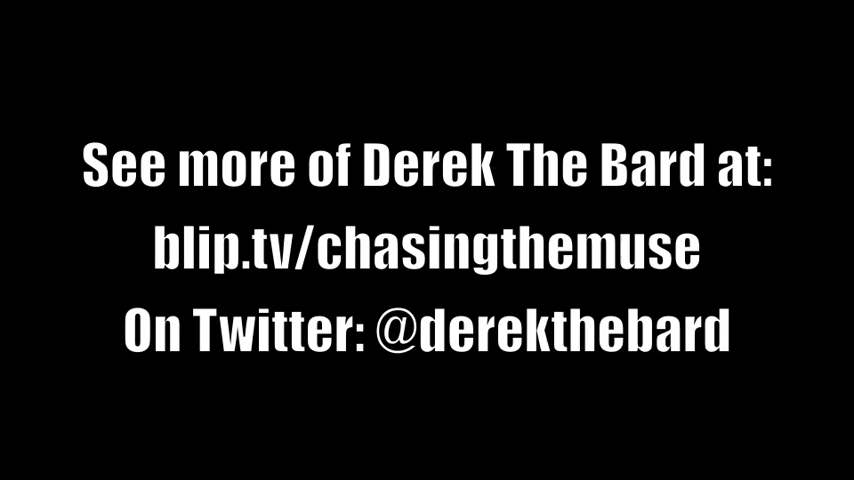 See more of Derek The Bard at:
blip.tv/chasingthemuse
On Twitter: @derekthebard